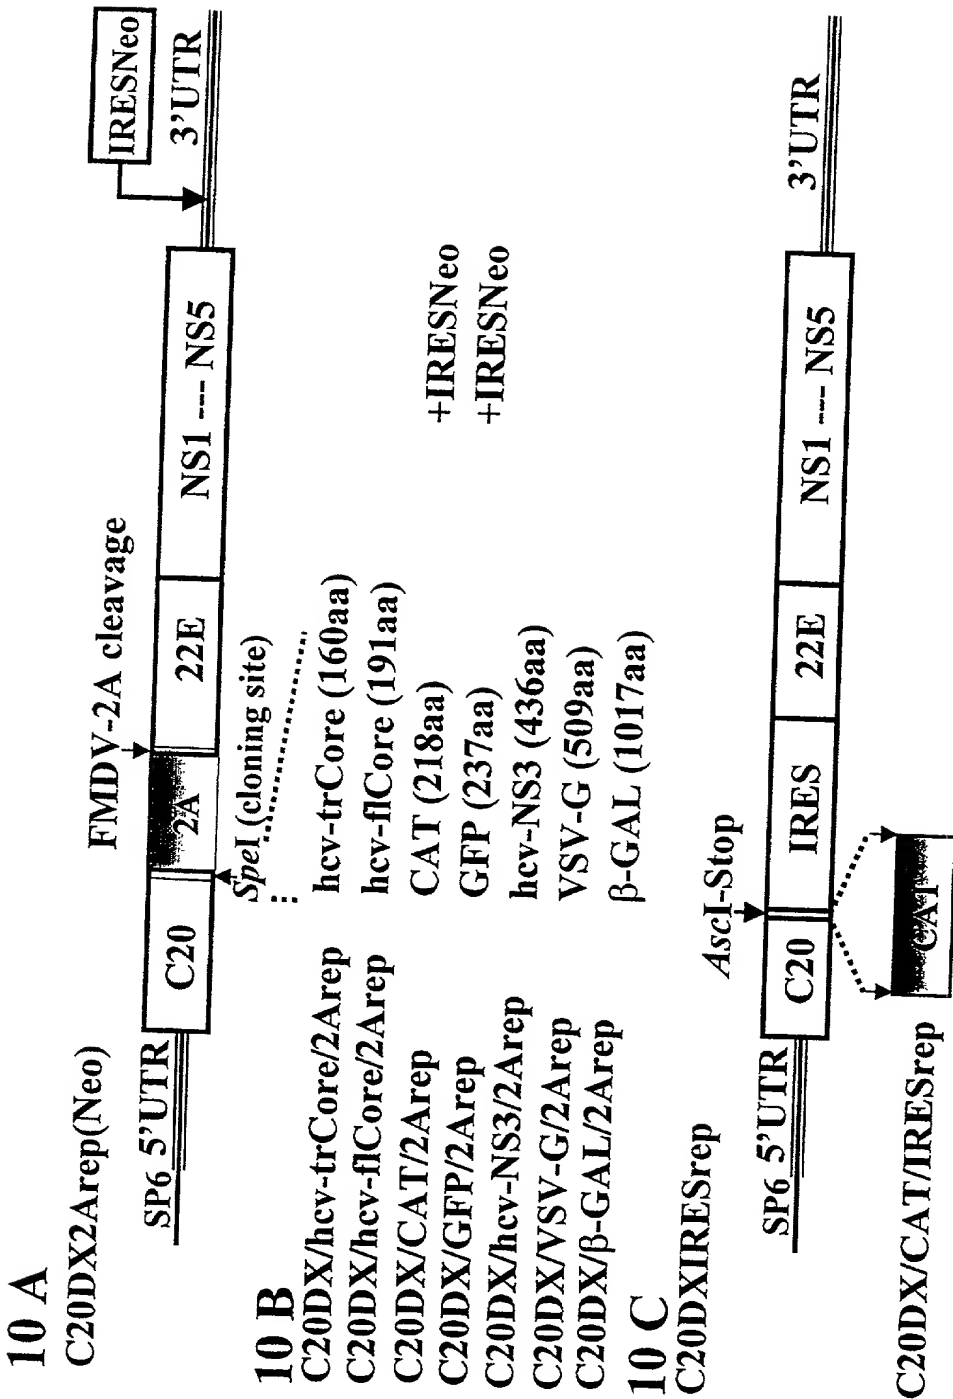 10 A
C20DX2Arep(Neo)
FMDV-2A cleavage
IRESNeo
SP6 5'UTR
C20
2A
22E
NS1 --- NS5
3'UTR
SpeI (cloning site)
10 B
C20DX/hcv-trCore/2Arep
hcv-trCore (160aa)
C20DX/hcv-flCore/2Arep
hcv-flCore (191aa)
C20DX/CAT/2Arep
CAT (218aa)
+IRESNeo
C20DX/GFP/2Arep
GFP (237aa)
+IRESNeo
C20DX/hcv-NS3/2Arep
hcv-NS3 (436aa)
C20DX/VSV-G/2Arep
VSV-G (509aa)
C20DX/β-GAL/2Arep
β-GAL (1017aa)
10 C
C20DXIRESrep
AscI-Stop
SP6 5'UTR
C20
IRES
22E
NS1 --- NS5
3'UTR
CAT
C20DX/CAT/IRESrep